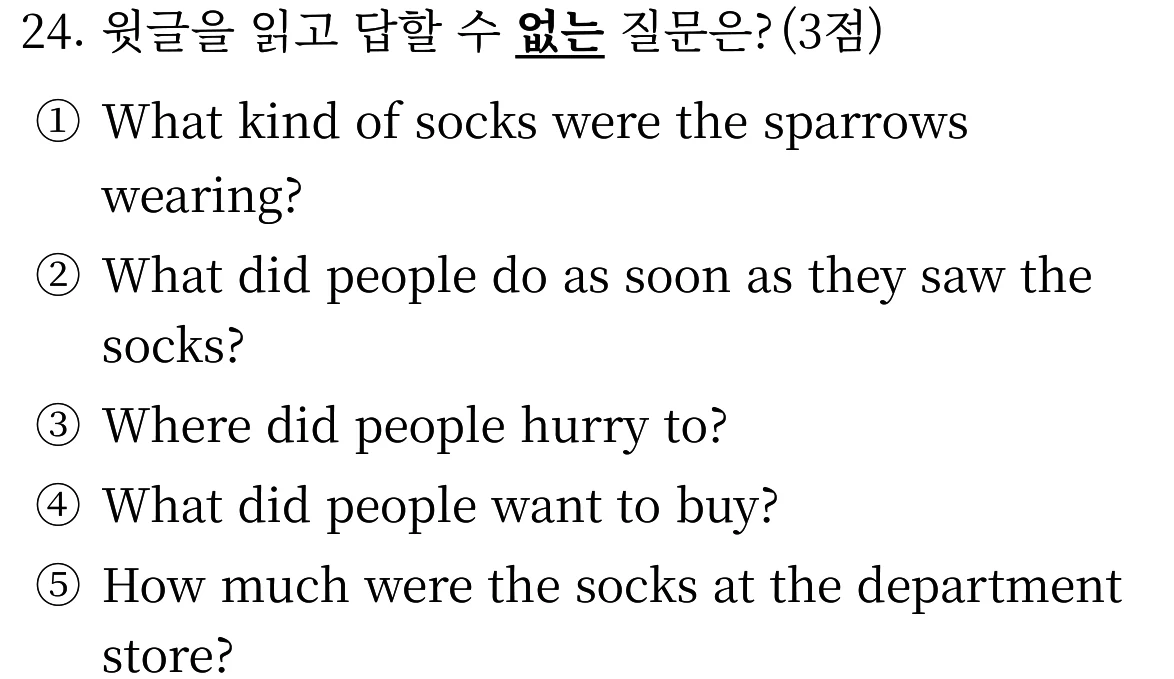 24. 윗글을 읽고 답할 수 없는 질문은?(3점)
① What kind of socks were the sparrows
wearing?
② What did people do as soon as they saw the
socks?
③ Where did people hurry to?
④ What did people want to buy?
⑤ How much were the socks at the department
store?